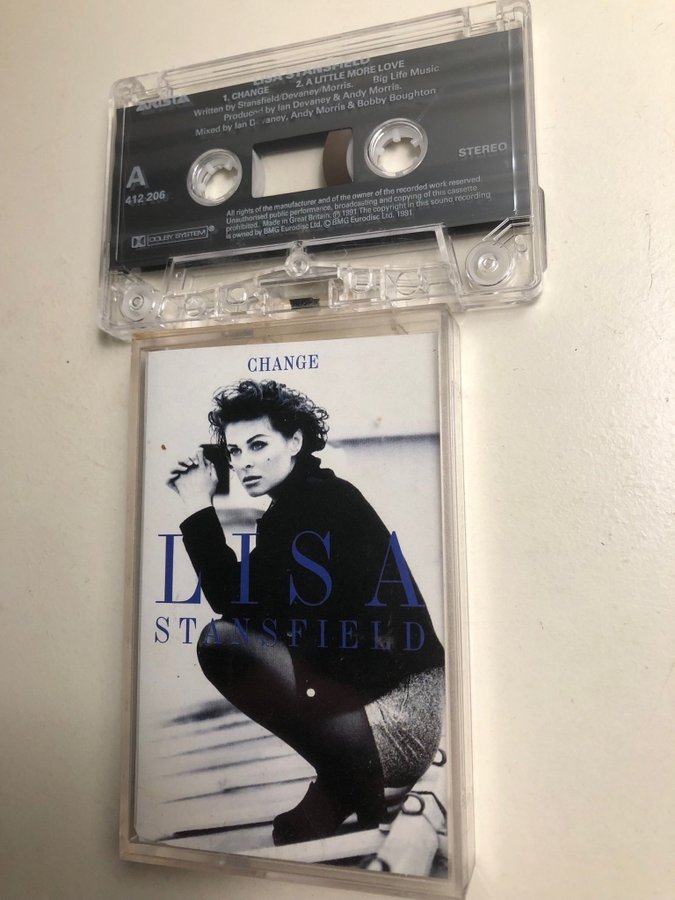 ARISTA
LISA STANSFIELD
1. CHANGE 2. A LITTLE MORE LOVE
Written by Stansfield/Devaney/Morris. Big Life Music
Produced by Ian Devaney & Andy Morris.
Mixed by Ian Devaney, Andy Morris & Bobby Boughton
A
412 206
STEREO
DOLBY SYSTEM®
All rights of the manufacturer and of the owner of the recorded work reserved.
Unauthorised public performance, broadcasting and copying of this cassette
prohibited. Made in Great Britain. ℗ 1991 The copyright in this sound recording
is owned by BMG Eurodisc Ltd. © BMG Eurodisc Ltd. 1991
CHANGE
LISA
STANSFIELD